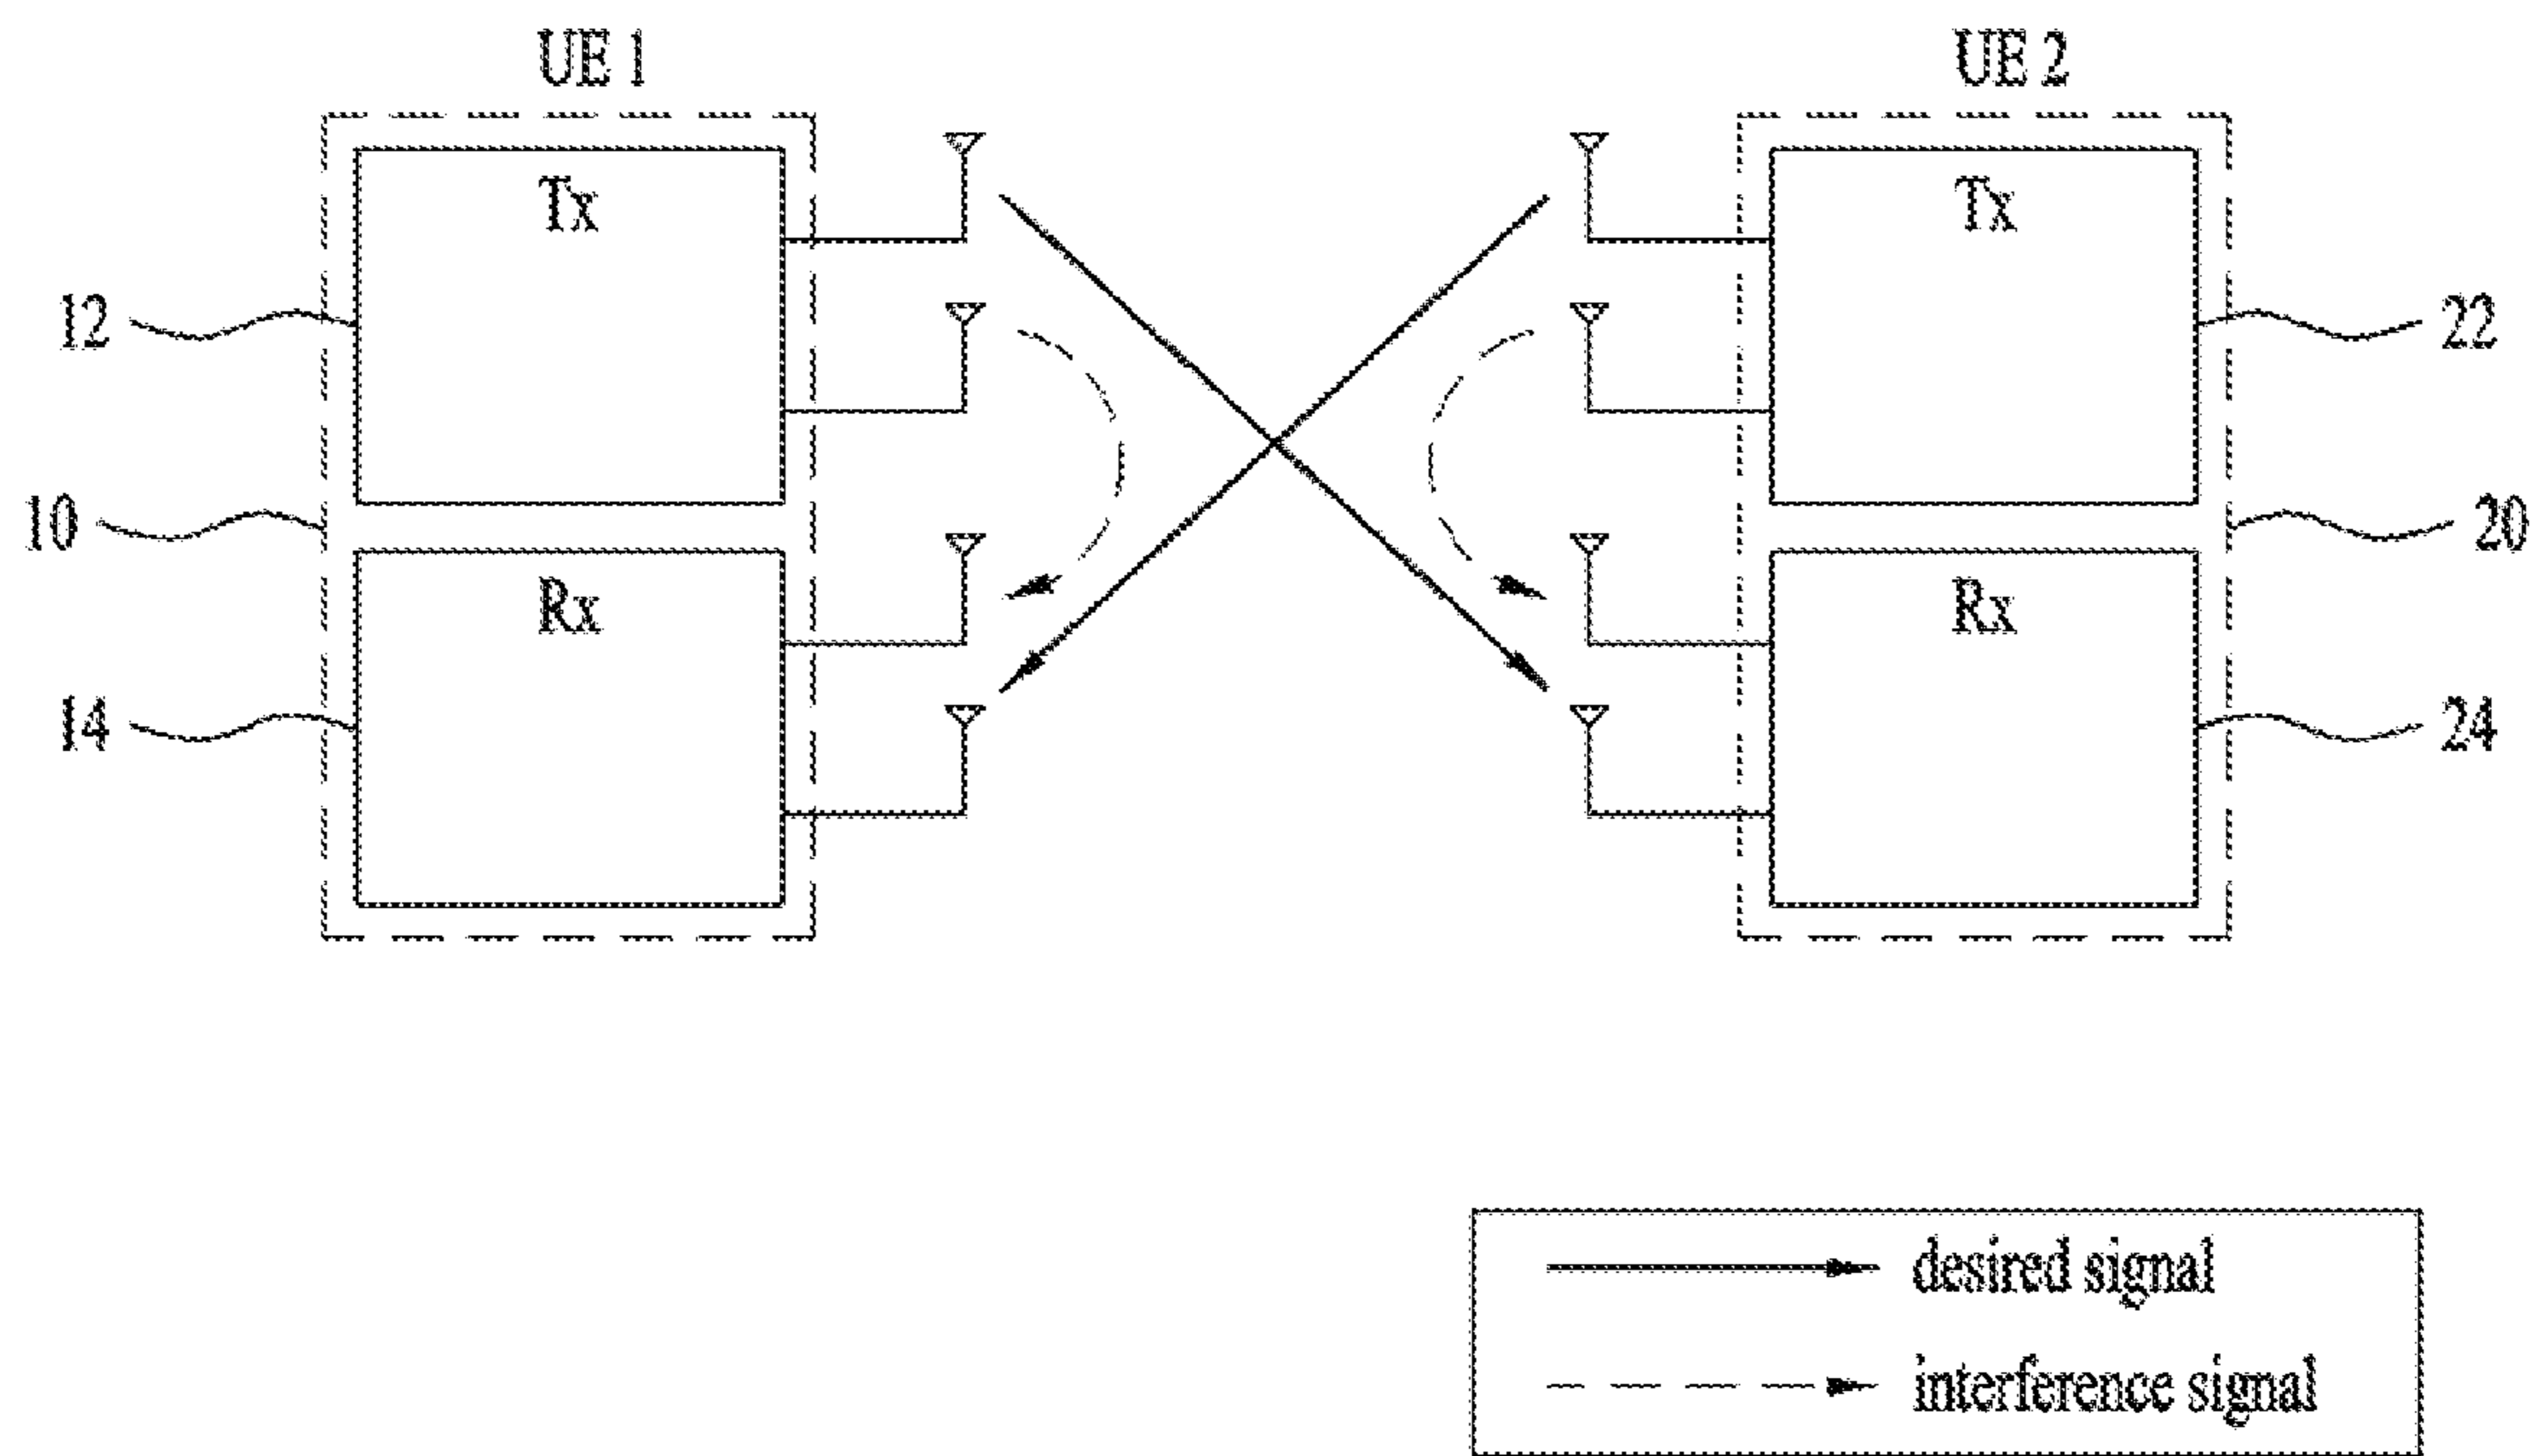 UE 1
UE 2
Tx
Tx
12
22
10
20
Rx
Rx
14
24
desired signal
interference signal